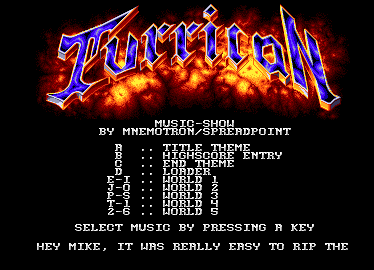 Turrican
MUSIC-SHOW
BY MNEMOTRON/SPREADPOINT
A .. TITLE THEME
B .. HIGHSCORE ENTRY
C .. END THEME
D .. LOADER
E-I .. WORLD 1
J-O .. WORLD 2
P-S .. WORLD 3
T-1 .. WORLD 4
2-6 .. WORLD 5
SELECT MUSIC BY PRESSING A KEY
HEY MIKE, IT WAS REALLY EASY TO RIP THE